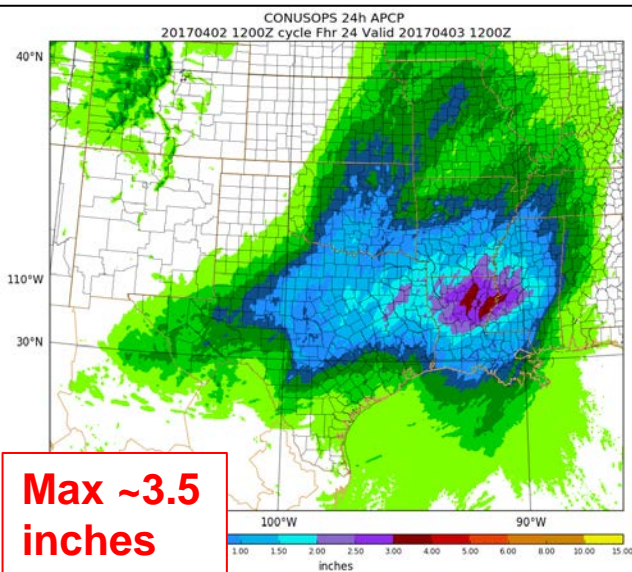 CONUSOPS 24h APCP
20170402 1200Z cycle Fhr 24 Valid 20170403 1200Z
40°N
110°W
30°N
100°W
90°W
Max ~3.5
inches
1.00 1.50 2.00 2.50 3.00 4.00 5.00 6.00 8.00 10.00 15.00
inches